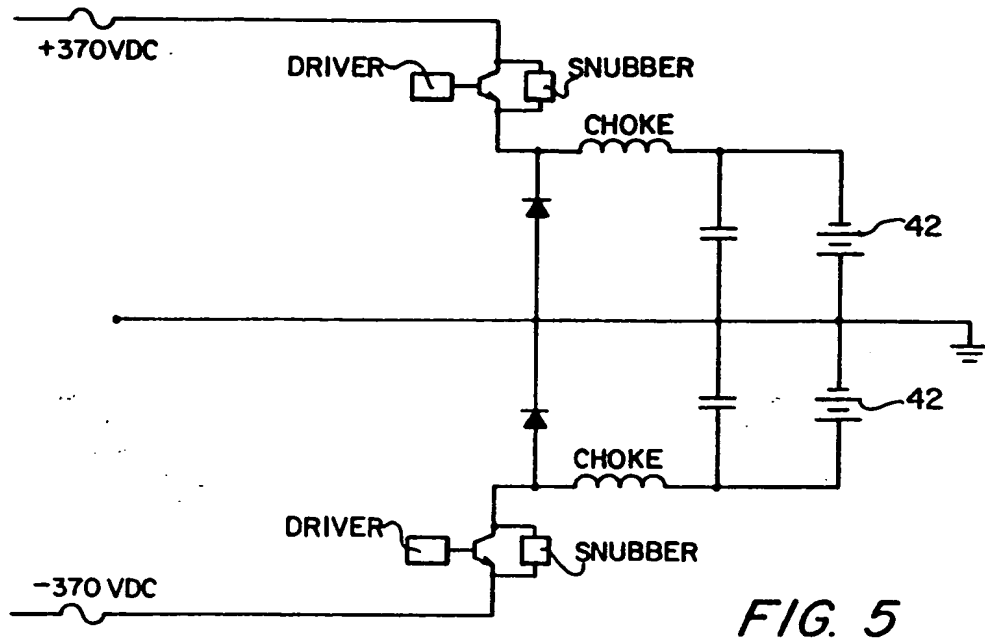 +370VDC
DRIVER
SNUBBER
CHOKE
42
42
CHOKE
DRIVER
SNUBBER
-370 VDC
FIG. 5